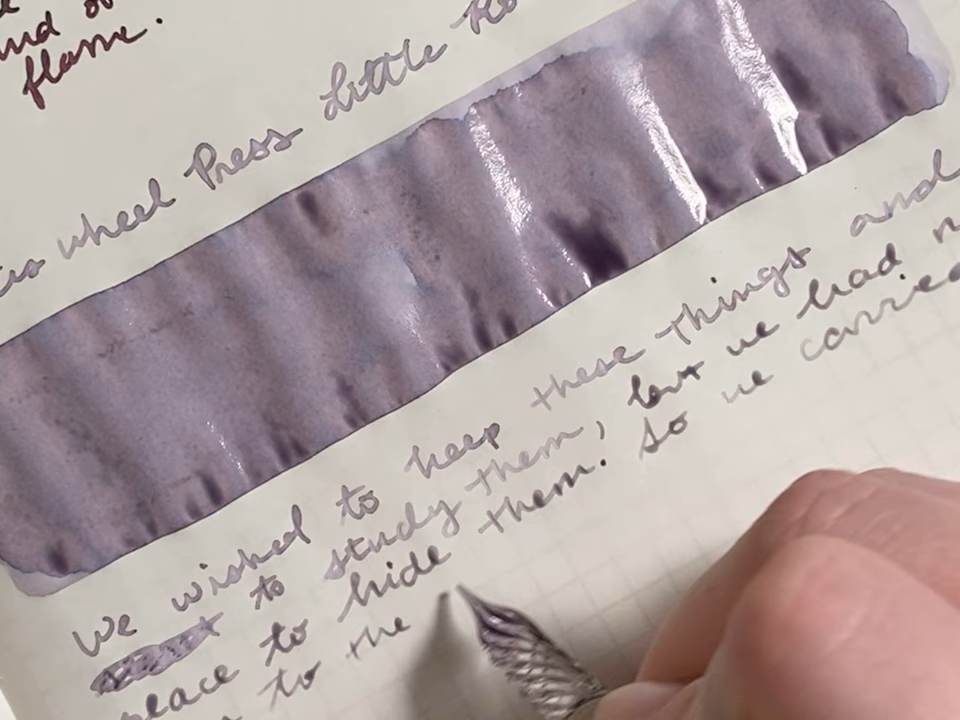 and
flame.
wheel Press Little
We wished to keep these things and
to study them, but we had
place to hide them. So we carried
to the